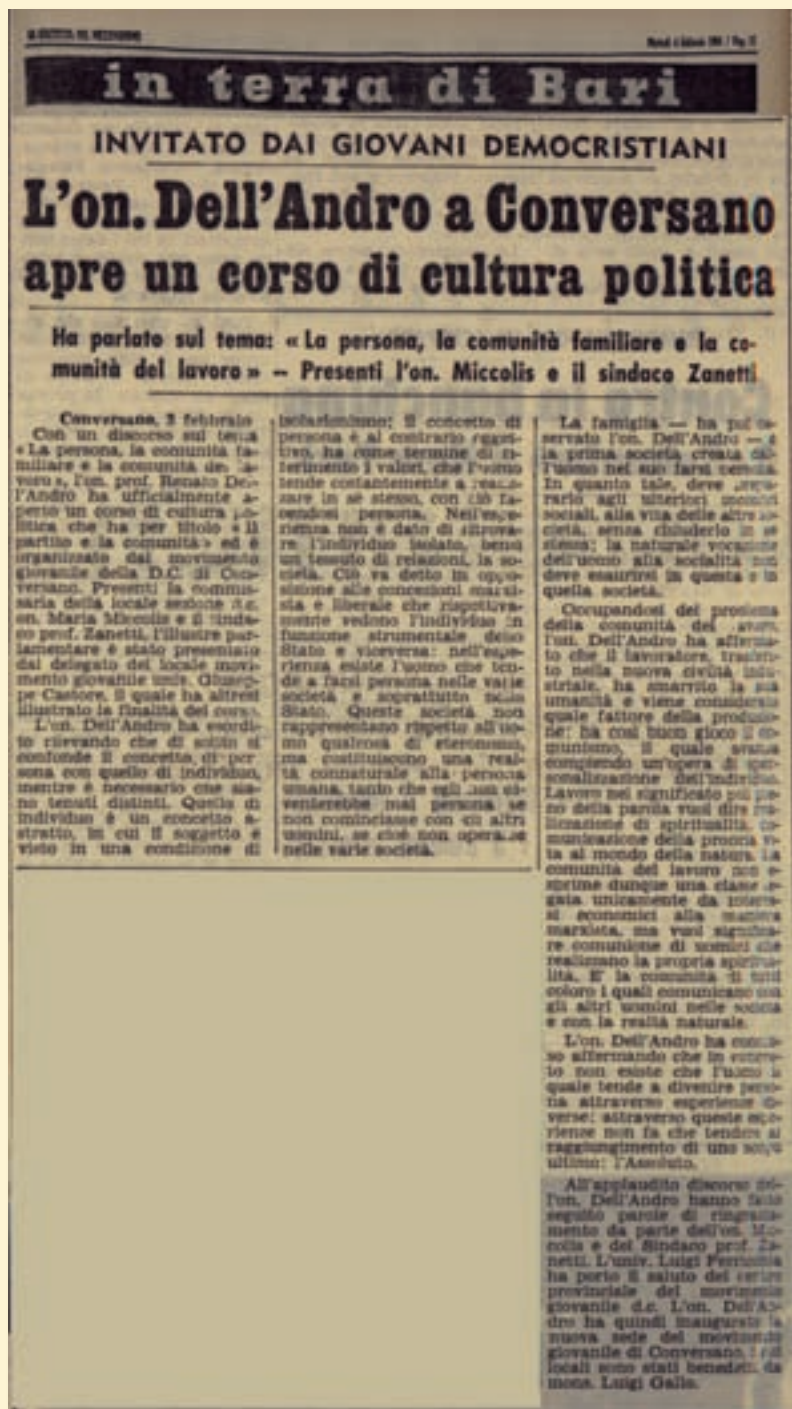 LA GAZZETTA DEL MEZZOGIORNO
Pag.
in terra di Bari
INVITATO DAI GIOVANI DEMOCRISTIANI
L'on. Dell'Andro a Conversano
apre un corso di cultura politica
Ha parlato sul tema: « La persona, la comunità familiare e la co-
munità del lavoro » – Presenti l'on. Miccolis e il sindaco Zanetti
Conversano, 3 febbraio
Con un discorso sul tema
« La persona, la comunità fa-
miliare e la comunità del la-
voro », l'on. prof. Renato Del-
l'Andro ha ufficialmente a-
perto un corso di cultura po-
litica che ha per titolo « Il
partito e la comunità » ed è
organizzato dal movimento
giovanile della D.C. di Con-
versano. Presenti la commis-
saria della locale sezione d.c.
on. Maria Miccolis e il sinda-
co prof. Zanetti, l'illustre par-
lamentare è stato presentato
dal delegato del locale movi-
mento giovanile univ. Giusep-
pe Castore, il quale ha altresì
illustrato la finalità del corso.
L'on. Dell'Andro ha esordi-
to rilevando che di solito si
confonde il concetto di per-
sona con quello di individuo,
mentre è necessario che sia-
no tenuti distinti. Quello di
individuo è un concetto a-
stratto, in cui il soggetto è
visto in una condizione di
isolazionismo; il concetto di
persona è al contrario ogget-
tivo, ha come termine di ri-
ferimento i valori, che l'uomo
tende costantemente a realiz-
zare in sè stesso, con ciò fa-
cendosi persona. Nell'espe-
rienza non è dato di ritrova-
re l'individuo isolato, bensì
un tessuto di relazioni, la so-
cietà. Ciò va detto in oppo-
sizione alle concezioni marxi-
sta e liberale che rispettiva-
mente vedono l'individuo in
funzione strumentale dello
Stato e viceversa: nell'espe-
rienza esiste l'uomo che ten-
de a farsi persona nelle varie
società e soprattutto nello
Stato. Queste società non
rappresentano rispetto all'uo-
mo qualcosa di eteronomo,
ma costituiscono una real-
tà connaturale alla persona
umana, tanto che egli non di-
venterebbe mai persona se
non cominciasse con gli altri
uomini, se cioè non operasse
nelle varie società.
La famiglia — ha poi os-
servato l'on. Dell'Andro — è
la prima società creata dal-
l'uomo nel suo farsi
In quanto tale, deve prepa-
rarlo agli ulteriori
sociali, alla vita delle altre so-
cietà, senza chiuderlo in se
stessa; la naturale vocazione
dell'uomo alla socialità non
deve esaurirsi in questa o in
quella società.
Occupandosi del problema
della comunità del lavoro,
l'on. Dell'Andro ha afferma-
to che il lavoratore,
nella nuova civiltà indu-
striale, ha smarrito la sua
umanità e viene considerato
quale fattore della produzio-
ne: ha così buon gioco il co-
munismo, il quale
compiendo un'opera di sper-
sonalizzazione dell'individuo.
Lavoro nel significato più pie-
no della parola vuol dire rea-
lizzazione di spiritualità, co-
municazione della propria vi-
ta al mondo della natura. La
comunità del lavoro non e-
sprime dunque una classe le-
gata unicamente da interes-
si economici alla maniera
marxista, ma vuol significa-
re comunione di uomini che
realizzano la propria spiritua-
lità. E' la comunità di tutti
coloro i quali comunicano con
gli altri uomini nelle società
e con la realtà naturale.
L'on. Dell'Andro ha conclu-
so affermando che in concre-
to non esiste che l'uomo il
quale tende a divenire perso-
na attraverso esperienze di-
verse; attraverso queste espe-
rienze non fa che tendere al
raggiungimento di uno scopo
ultimo: l'Assoluto.
All'applaudito discorso del-
l'on. Dell'Andro hanno fatto
seguito parole di ringrazia-
mento da parte dell'on. Mic-
colis e del Sindaco prof. Za-
netti. L'univ. Luigi
ha porto il saluto del centro
provinciale del movimento
giovanile d.c. L'on. Dell'An-
dro ha quindi inaugurato la
nuova sede del movimento
giovanile di Conversano, i cui
locali sono stati benedetti da
mons. Luigi Gallo.